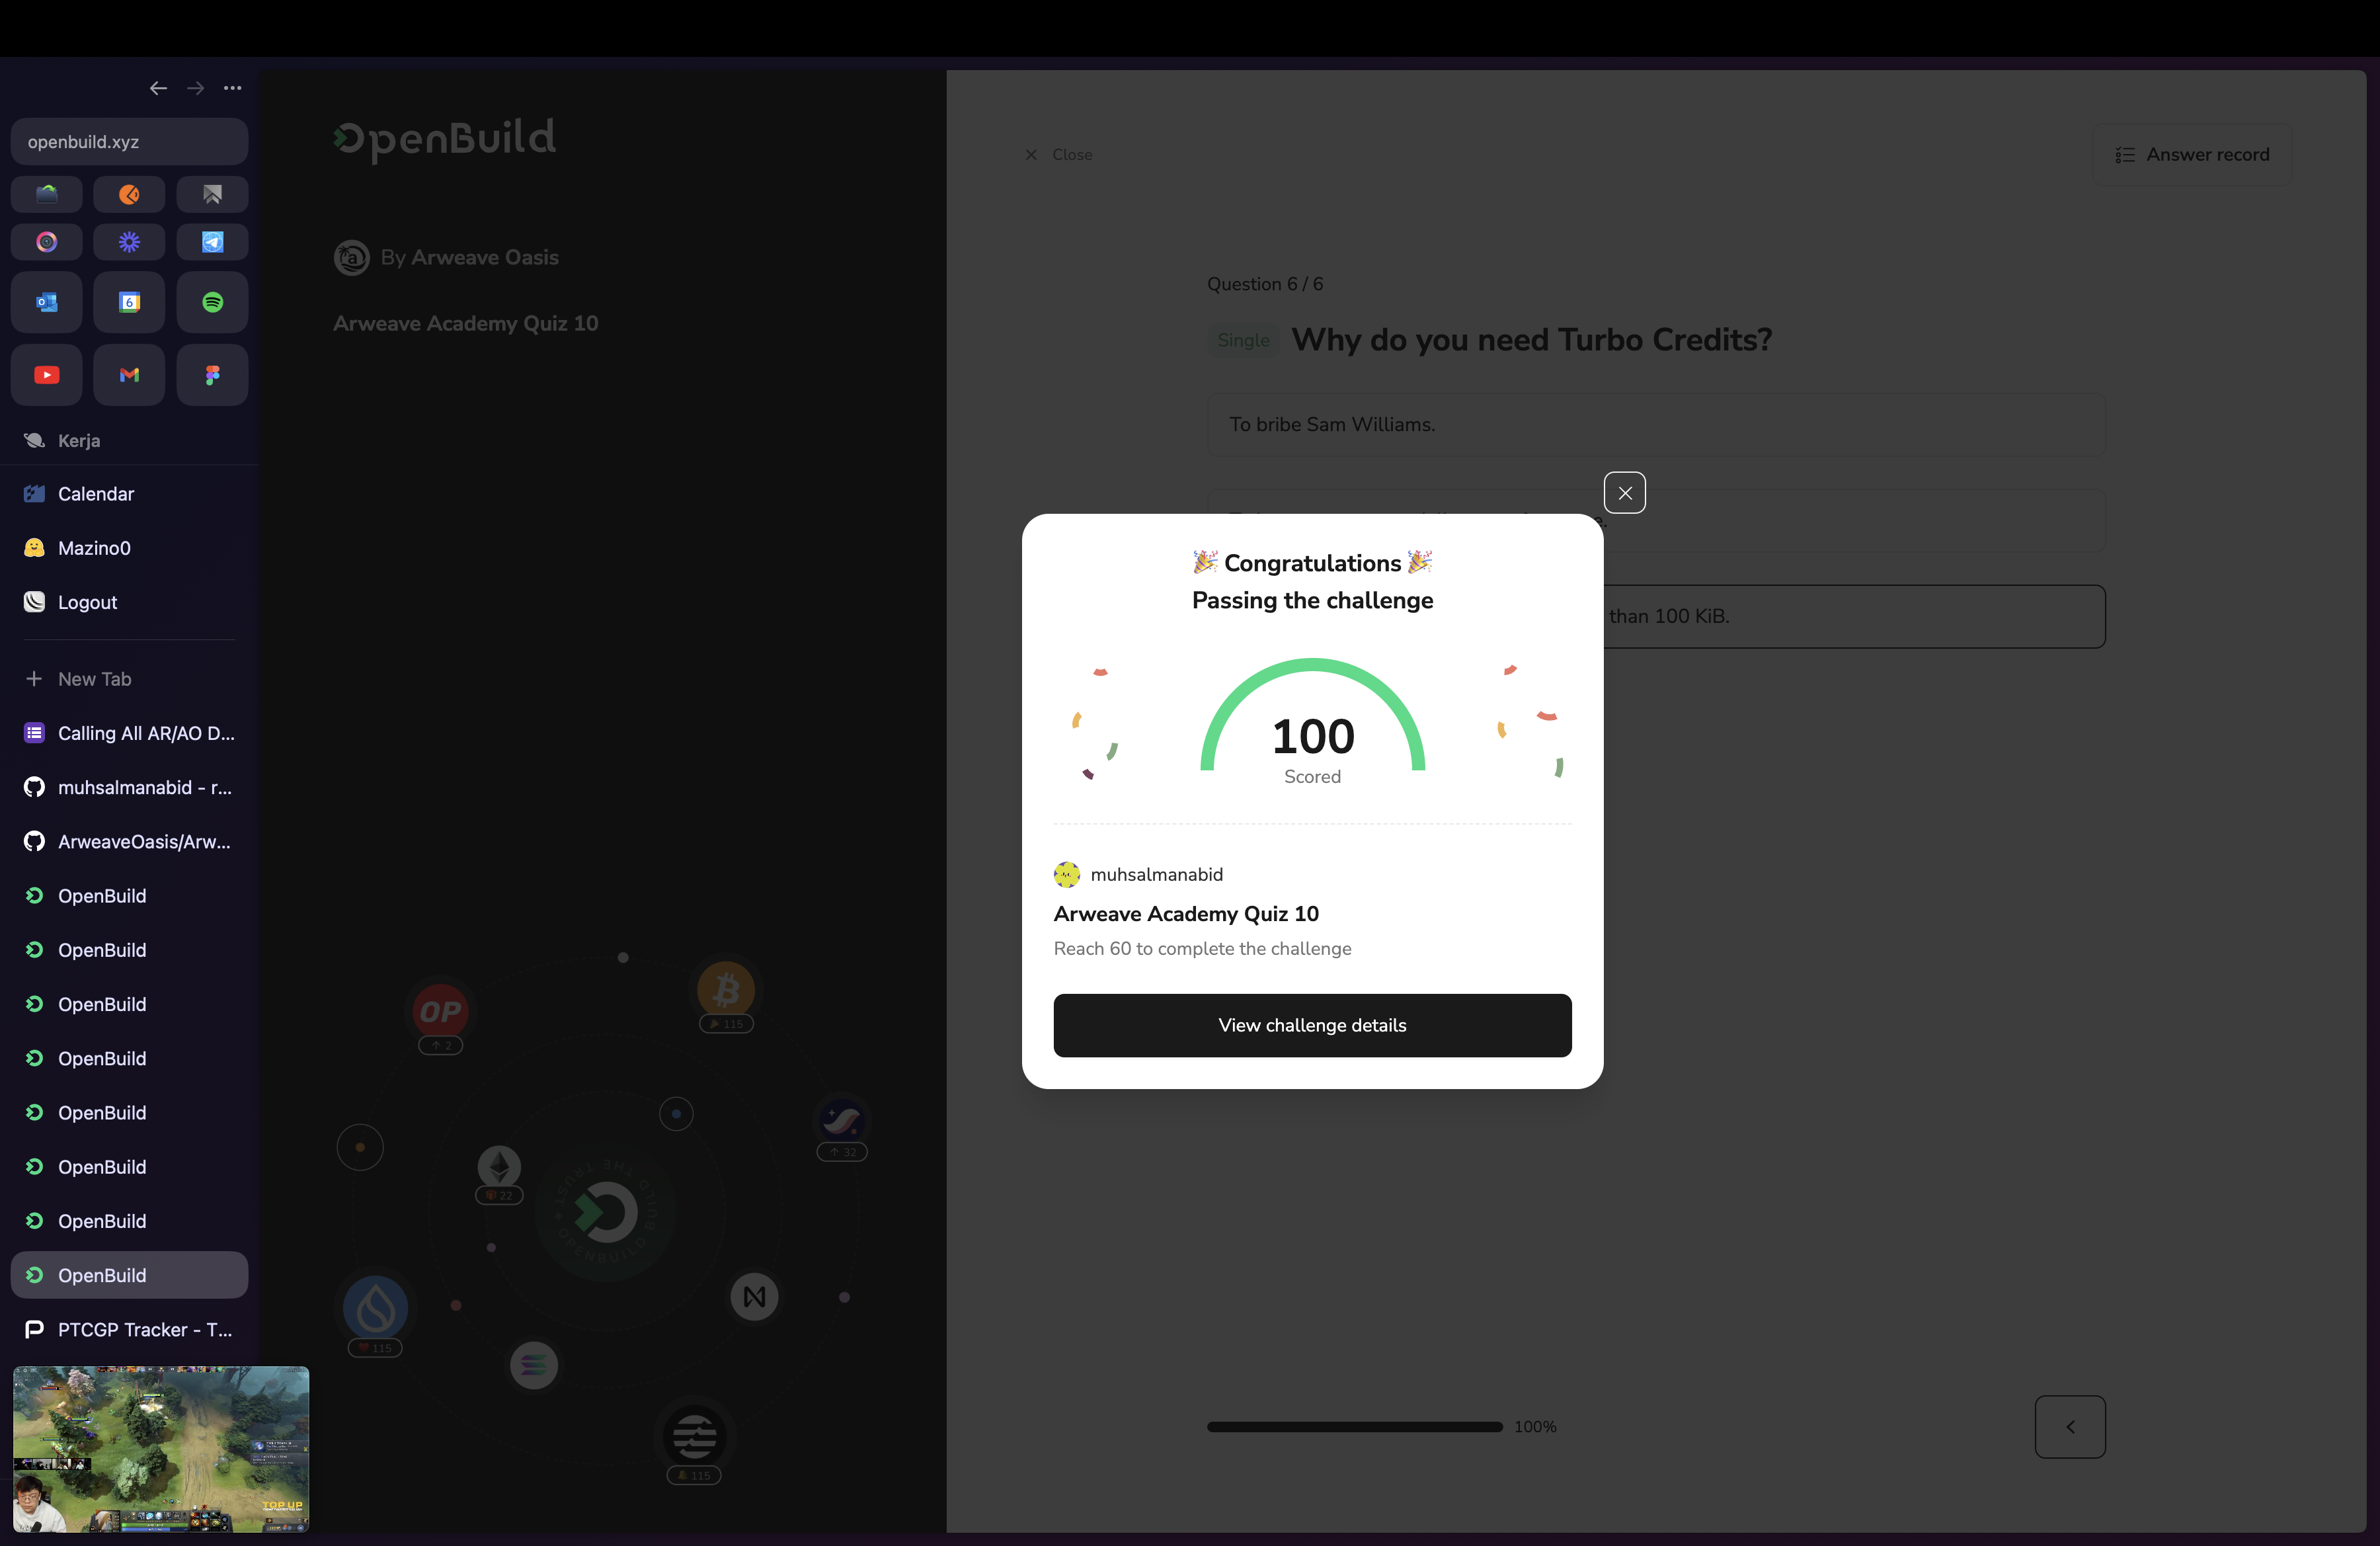 openbuild.xyz
6
Kerja
Calendar
Mazino0
Logout
New Tab
Calling All AR/AO D...
muhsalmanabid - r...
ArweaveOasis/Arw...
OpenBuild
OpenBuild
OpenBuild
OpenBuild
OpenBuild
OpenBuild
OpenBuild
OpenBuild
PTCGP Tracker - T...
TOP UP
OpenBuild
By Arweave Oasis
Arweave Academy Quiz 10
OP
2
115
32
22
115
115
Close
Answer record
Question 6 / 6
Single
Why do you need Turbo Credits?
To bribe Sam Williams.
than 100 KiB.
🎉 Congratulations 🎉
Passing the challenge
100
Scored
muhsalmanabid
Arweave Academy Quiz 10
Reach 60 to complete the challenge
View challenge details
100%